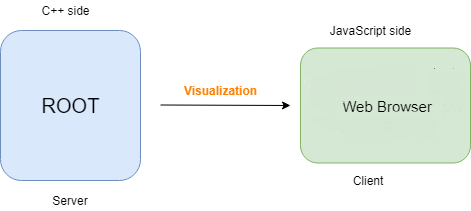 C++ side
JavaScript side
ROOT
Visualization
Web Browser
Server
Client